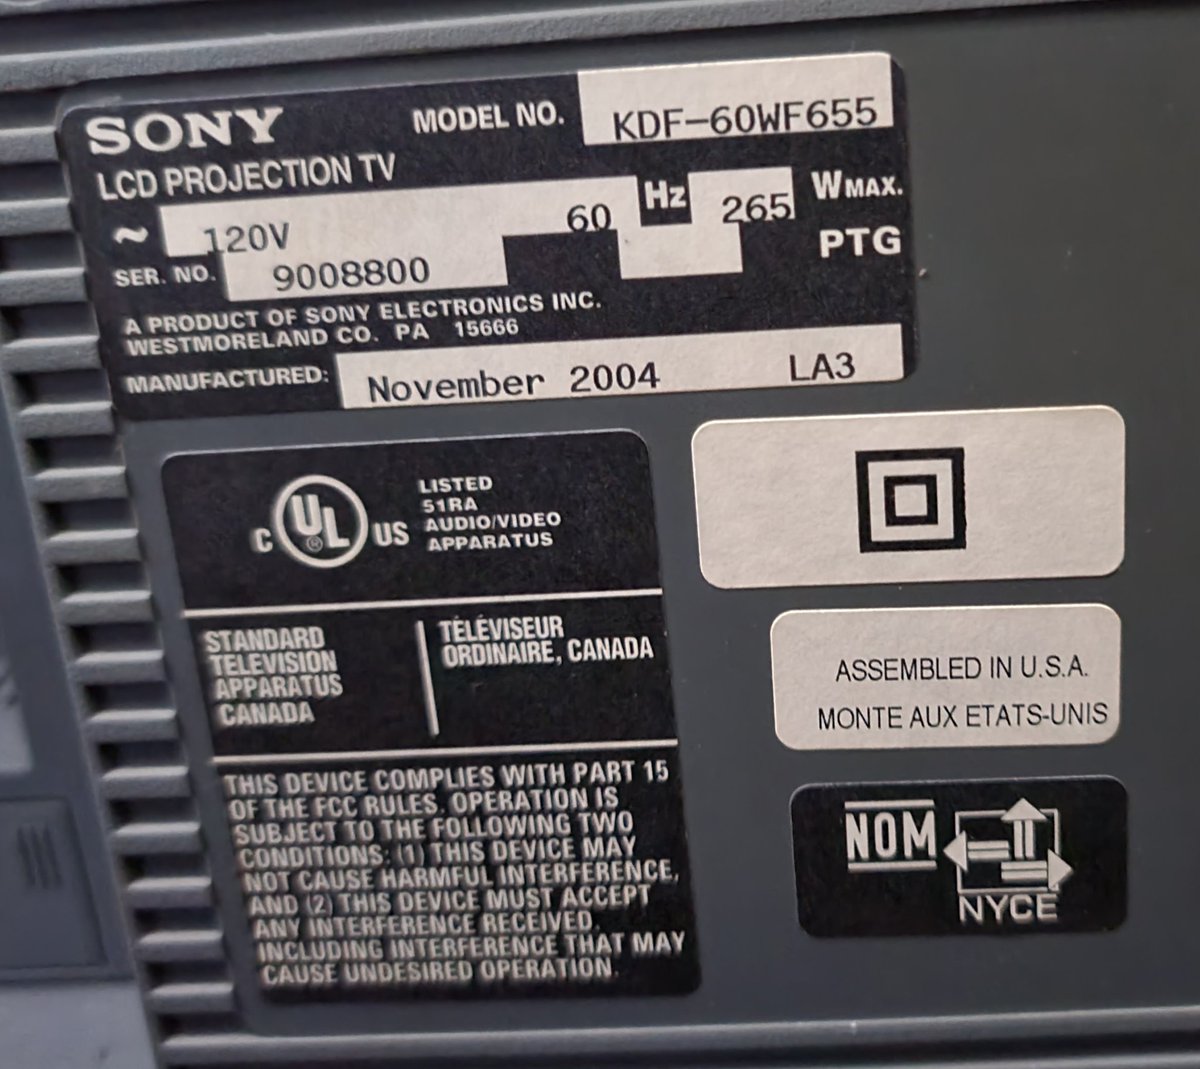 SONY MODEL NO. KDF-60WF655
LCD PROJECTION TV
~ 120V 60 Hz 265 WMAX.
SER. NO. 9008800 PTG
A PRODUCT OF SONY ELECTRONICS INC.
WESTMORELAND CO. PA 15666
MANUFACTURED: November 2004 LA3
C UL® US
LISTED
51RA
AUDIO/VIDEO
APPARATUS
STANDARD
TELEVISION
APPARATUS
CANADA
TÉLÉVISEUR
ORDINAIRE, CANADA
THIS DEVICE COMPLIES WITH PART 15
OF THE FCC RULES. OPERATION IS
SUBJECT TO THE FOLLOWING TWO
CONDITIONS: (1) THIS DEVICE MAY
NOT CAUSE HARMFUL INTERFERENCE,
AND (2) THIS DEVICE MUST ACCEPT
ANY INTERFERENCE RECEIVED.
INCLUDING INTERFERENCE THAT MAY
CAUSE UNDESIRED OPERATION.
ASSEMBLED IN U.S.A.
MONTE AUX ETATS-UNIS
NOM
NYCE